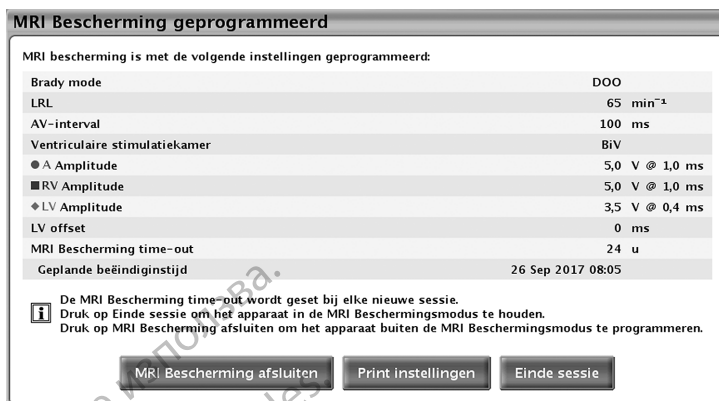 MRI Bescherming geprogrammeerd
MRI bescherming is met de volgende instellingen geprogrammeerd:
Brady mode DOO
LRL 65 min⁻¹
AV-interval 100 ms
Ventriculaire stimulatiekamer BiV
A Amplitude 5,0 V @ 1,0 ms
RV Amplitude 5,0 V @ 1,0 ms
LV Amplitude 3,5 V @ 0,4 ms
LV offset 0 ms
MRI Bescherming time-out 24 u
Geplande beëindiginstijd 26 Sep 2017 08:05
De MRI Bescherming time-out wordt geset bij elke nieuwe sessie.
Druk op Einde sessie om het apparaat in de MRI Beschermingsmodus te houden.
Druk op MRI Bescherming afsluiten om het apparaat buiten de MRI Beschermingsmodus te programmeren.
MRI Bescherming afsluiten Print instellingen Einde sessie